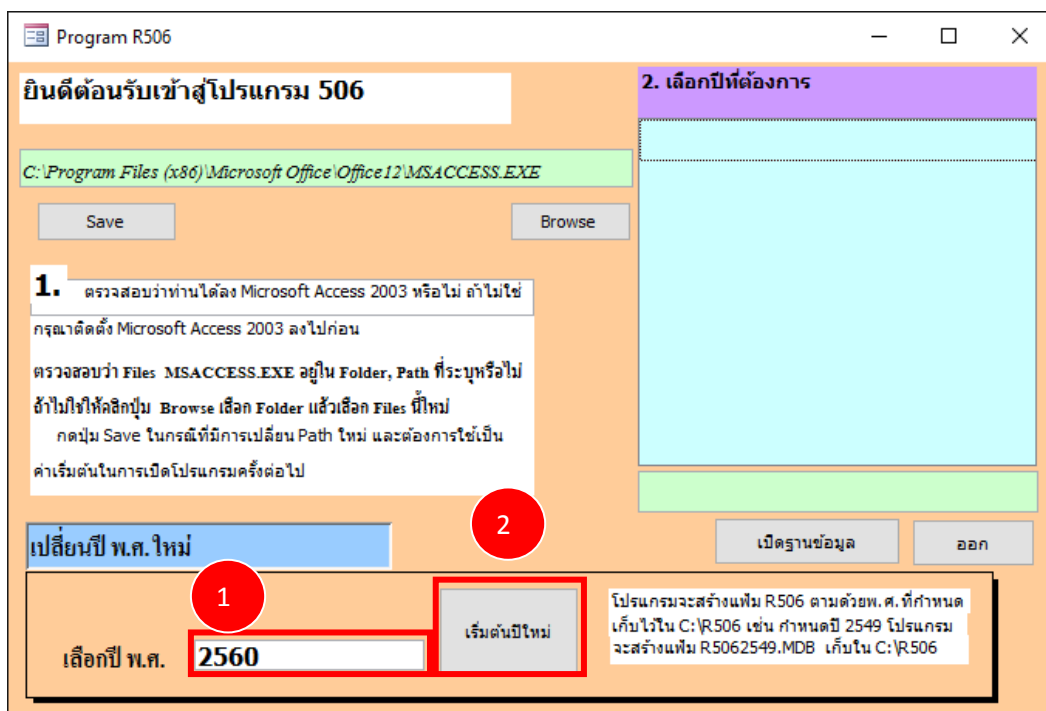 Program R506
ยินดีต้อนรับเข้าสู่โปรแกรม 506
C:\Program Files (x86)\Microsoft Office\Office12\MSACCESS.EXE
Save
Browse
1. ตรวจสอบว่าท่านได้ลง Microsoft Access 2003 หรือไม่ ถ้าไม่ใช่
กรุณาติดตั้ง Microsoft Access 2003 ลงไปก่อน
ตรวจสอบว่า Files MSACCESS.EXE อยู่ใน Folder, Path ที่ระบุหรือไม่
ถ้าไม่ใช่ให้คลิกปุ่ม Browse เลือก Folder แล้วเลือก Files นี้ใหม่
กดปุ่ม Save ในกรณีที่มีการเปลี่ยน Path ใหม่ และต้องการใช้เป็น
ค่าเริ่มต้นในการเปิดโปรแกรมครั้งต่อไป
2. เลือกปีที่ต้องการ
เปิดฐานข้อมูล
ออก
เปลี่ยนปี พ.ศ.ใหม่
1
2
เลือกปี พ.ศ.
2560
เริ่มต้นปีใหม่
โปรแกรมจะสร้างแฟ้ม R506 ตามด้วยพ.ศ.ที่กำหนด
เก็บไว้ใน C:\R506 เช่น กำหนดปี 2549 โปรแกรม
จะสร้างแฟ้ม R5062549.MDB เก็บใน C:\R506